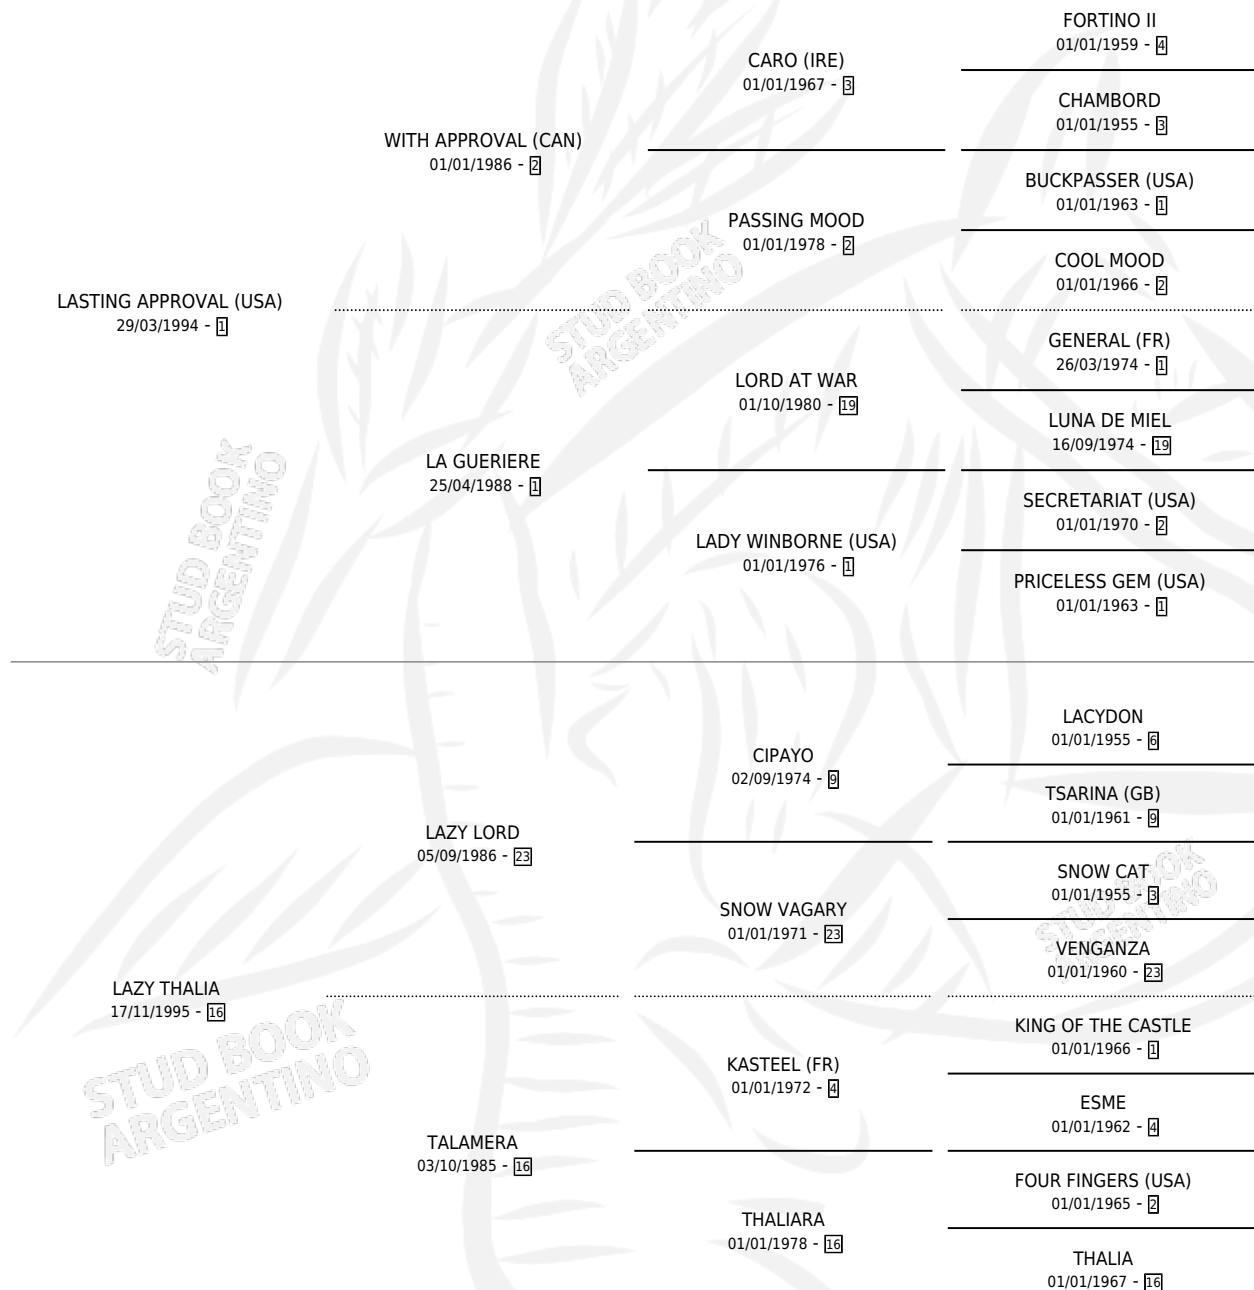 FORTINO II
01/01/1959 - 4
CARO (IRE)
01/01/1967 - 3
CHAMBORD
01/01/1955 - 3
WITH APPROVAL (CAN)
01/01/1986 - 2
BUCKPASSER (USA)
01/01/1963 - 1
PASSING MOOD
01/01/1978 - 2
COOL MOOD
01/01/1966 - 2
LASTING APPROVAL (USA)
29/03/1994 - 1
STUD BOOK
ARGENTINO
GENERAL (FR)
26/03/1974 - 1
LORD AT WAR
01/10/1980 - 19
LUNA DE MIEL
16/09/1974 - 19
LA GUERIERE
25/04/1988 - 1
SECRETARIAT (USA)
01/01/1970 - 2
LADY WINBORNE (USA)
01/01/1976 - 1
PRICELESS GEM (USA)
01/01/1963 - 1
STUD BOOK
ARGENTINO
LACYDON
01/01/1955 - 6
CIPAYO
02/09/1974 - 9
TSARINA (GB)
01/01/1961 - 9
LAZY LORD
05/09/1986 - 23
SNOW CAT
01/01/1955 - 3
SNOW VAGARY
01/01/1971 - 23
VENGANZA
01/01/1960 - 23
STUD BOOK
ARGENTINO
LAZY THALIA
17/11/1995 - 16
KING OF THE CASTLE
01/01/1966 - 1
KASTEEL (FR)
01/01/1972 - 4
ESME
01/01/1962 - 4
STUD BOOK
ARGENTINO
TALAMERA
03/10/1985 - 16
FOUR FINGERS (USA)
01/01/1965 - 2
THALIARA
01/01/1978 - 16
THALIA
01/01/1967 - 16